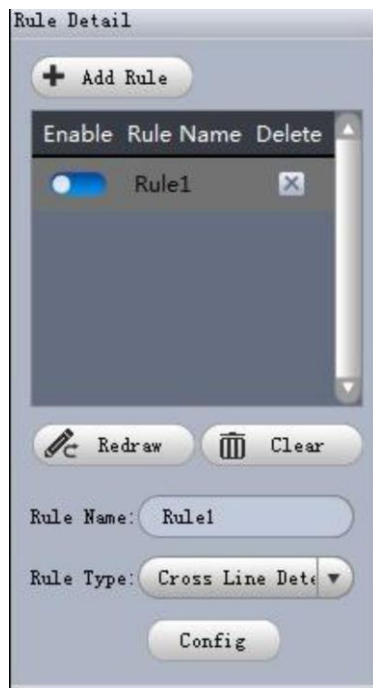 Rule Detail
Add Rule
Enable Rule Name Delete
Rule1
Redraw Clear
Rule Name: Rule1
Rule Type: Cross Line Dete
Config